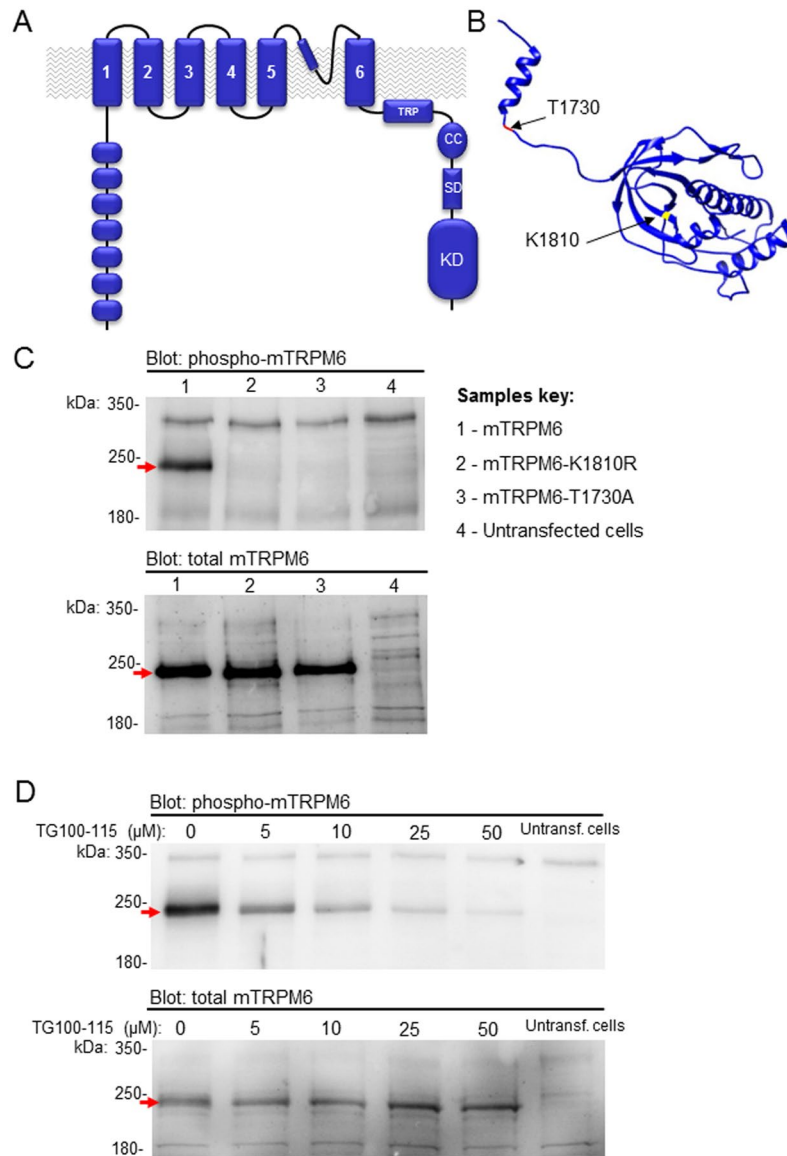 A
1 2 3 4 5 6
TRP
CC
SD
KD
B
T1730
K1810
C
Blot: phospho-mTRPM6
1 2 3 4
kDa: 350-
250-
180-
Blot: total mTRPM6
1 2 3 4
kDa: 350-
250-
180-
Samples key:
1 - mTRPM6
2 - mTRPM6-K1810R
3 - mTRPM6-T1730A
4 - Untransfected cells
D
Blot: phospho-mTRPM6
TG100-115 (µM): 0 5 10 25 50 Untransf. cells
kDa: 350-
250-
180-
Blot: total mTRPM6
TG100-115 (µM): 0 5 10 25 50 Untransf. cells
kDa: 350-
250-
180-